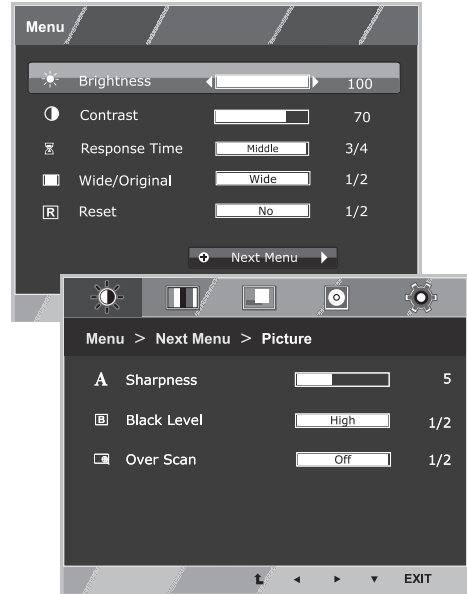 Menu
Brightness 100
Contrast 70
Response Time Middle 3/4
Wide/Original Wide 1/2
R Reset No 1/2
Next Menu
Menu > Next Menu > Picture
A Sharpness 5
B Black Level High 1/2
Over Scan Off 1/2
EXIT